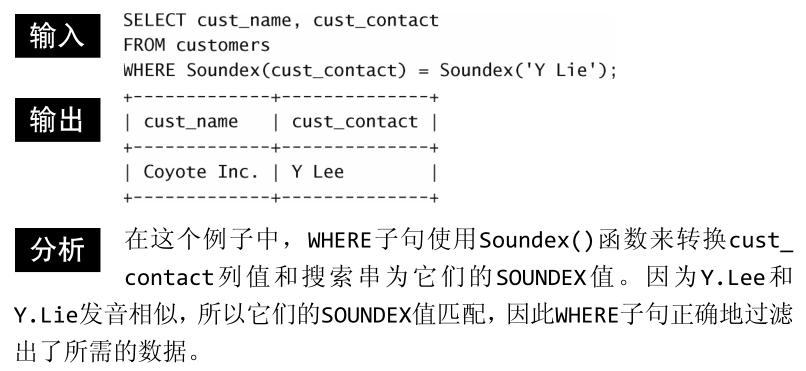 输入
SELECT cust_name, cust_contact
FROM customers
WHERE Soundex(cust_contact) = Soundex('Y Lie');
输出
+-------------+--------------+
| cust_name   | cust_contact |
+-------------+--------------+
| Coyote Inc. | Y Lee        |
+-------------+--------------+
分析
在这个例子中，WHERE子句使用Soundex()函数来转换cust_
contact列值和搜索串为它们的SOUNDEX值。因为Y.Lee和
Y.Lie发音相似，所以它们的SOUNDEX值匹配，因此WHERE子句正确地过滤
出了所需的数据。